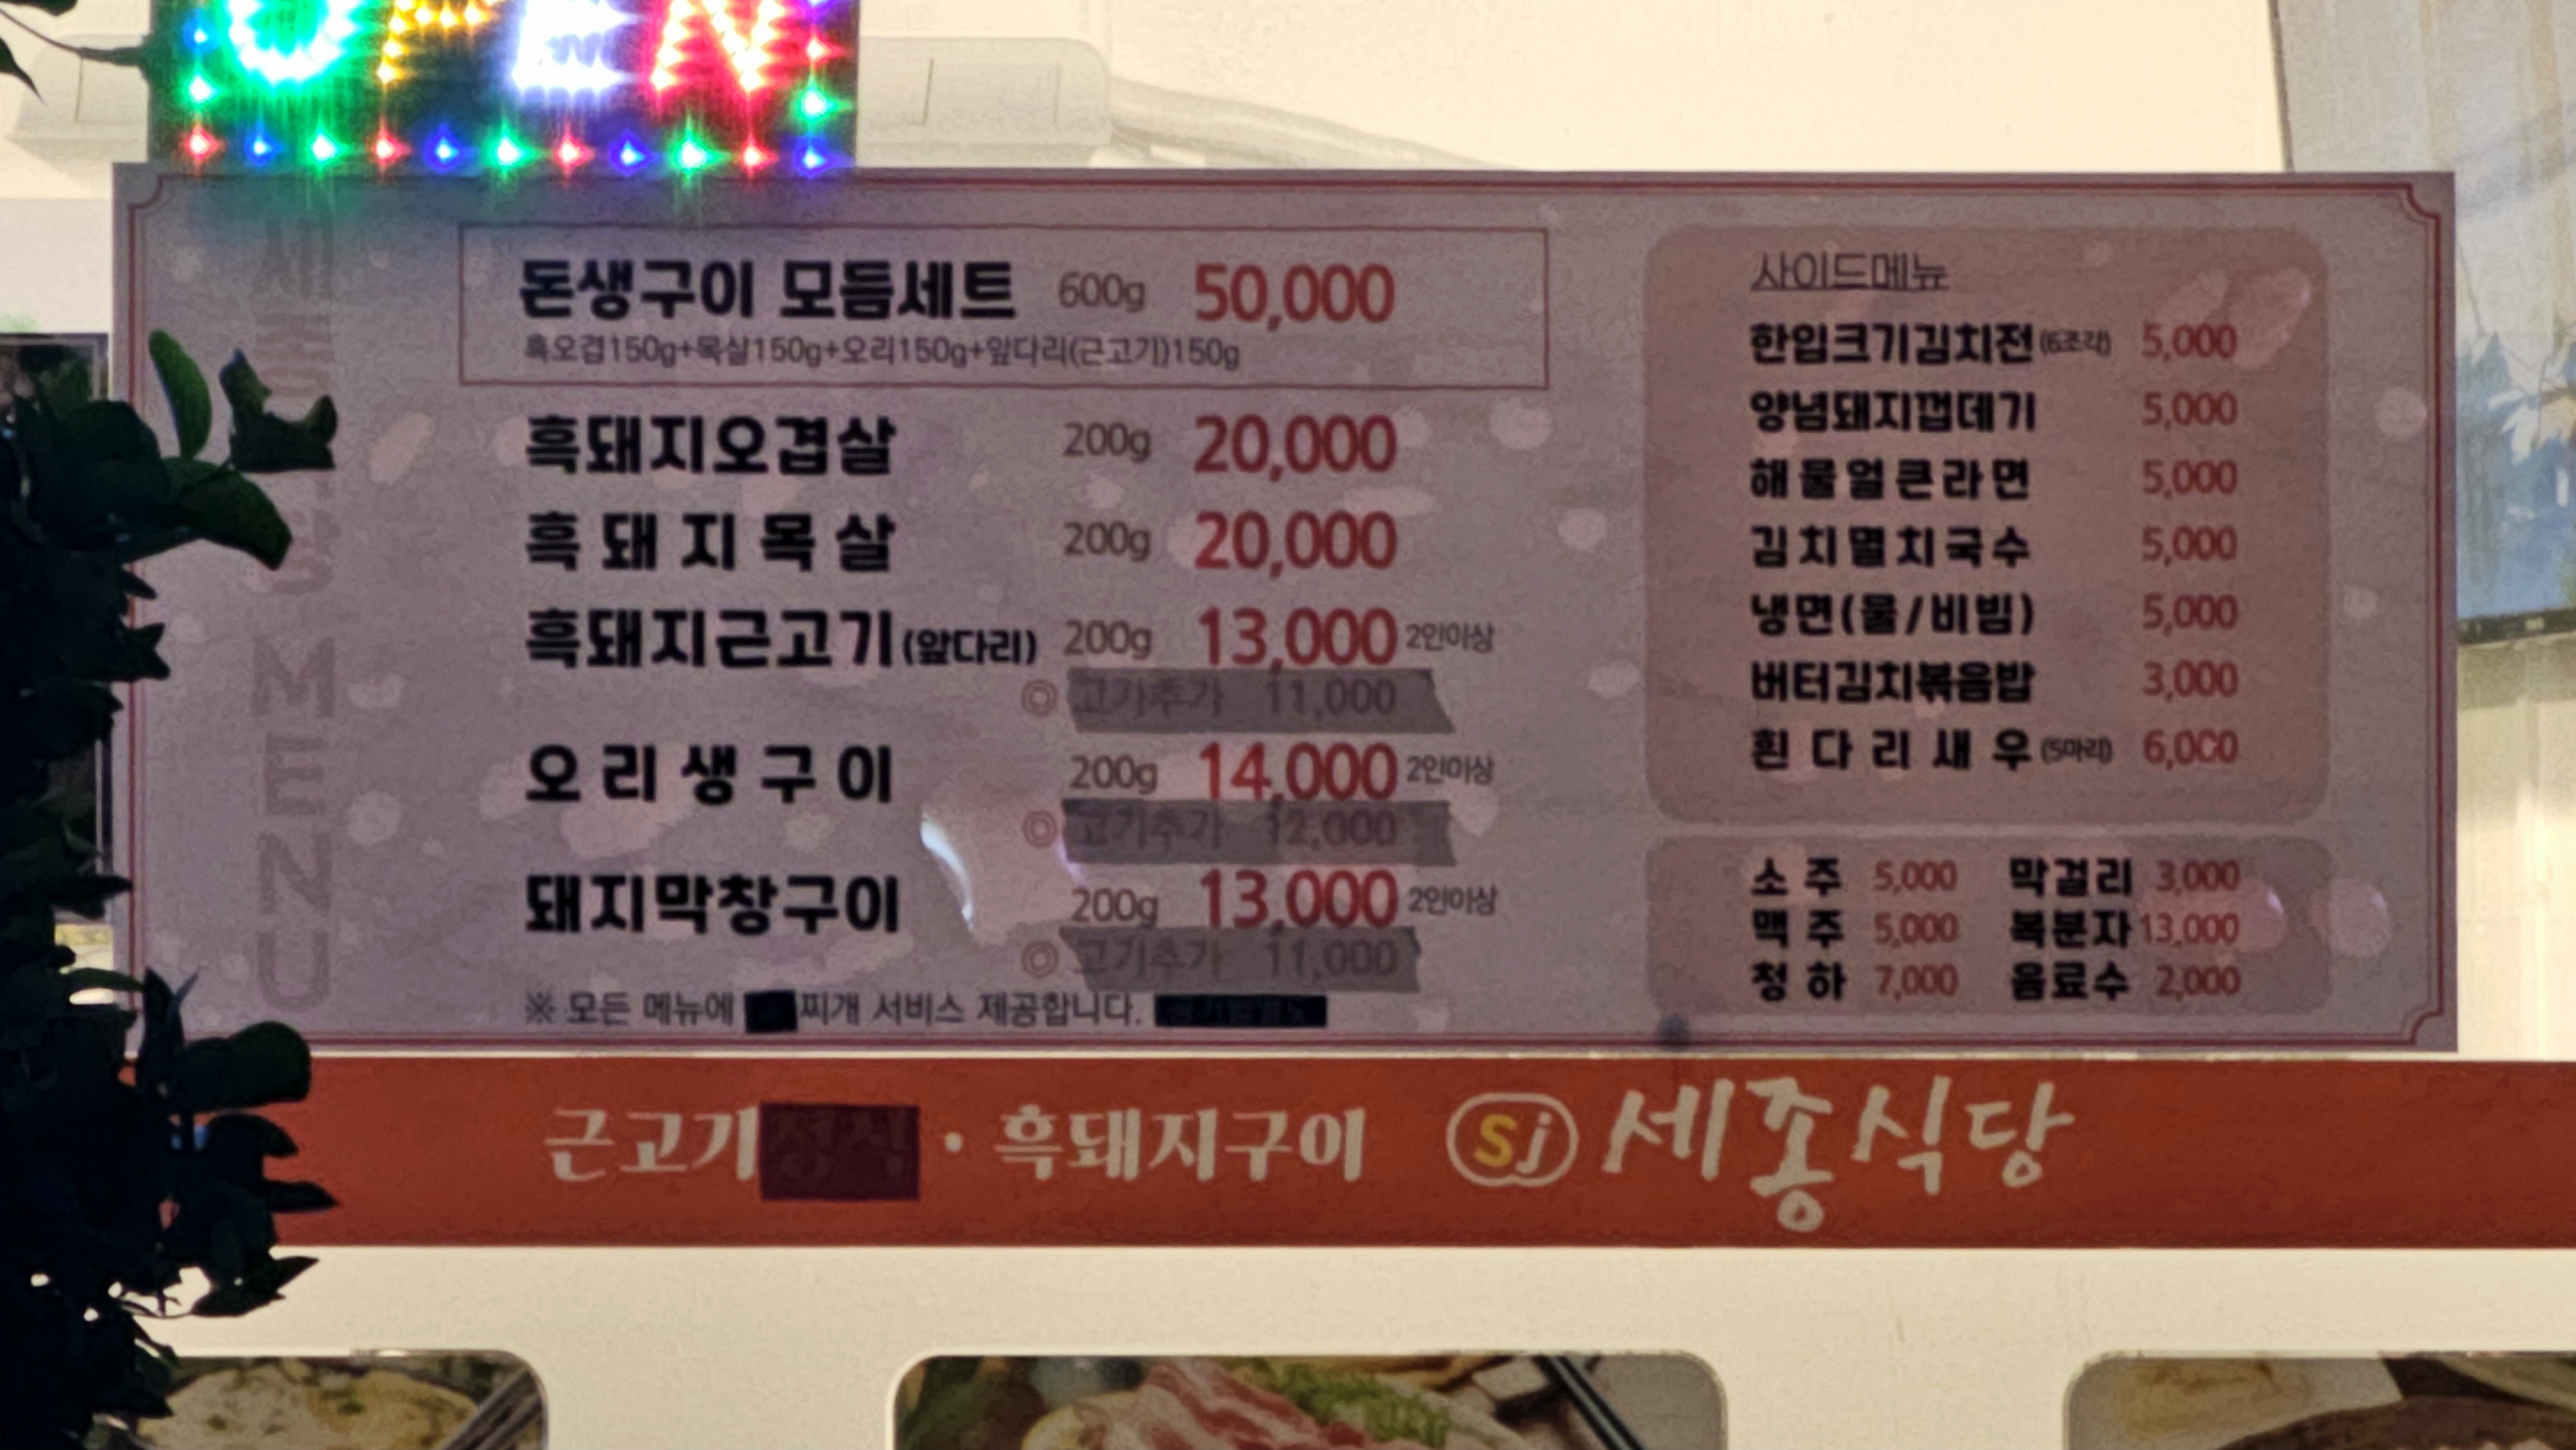 OPEN
돈생구이 모듬세트 600g 50,000
흑오겹150g+목살150g+오리150g+앞다리(근고기)150g
흑돼지오겹살 200g 20,000
흑돼지목살 200g 20,000
흑돼지근고기(앞다리) 200g 13,000 2인이상
◎ 고기추가 11,000
오리생구이 200g 14,000 2인이상
◎ 고기추가 12,000
돼지막창구이 200g 13,000 2인이상
◎ 고기추가 11,000
※ 모든 메뉴에 찌개 서비스 제공합니다.
사이드메뉴
한입크기김치전(6조각) 5,000
양념돼지껍데기 5,000
해물얼큰라면 5,000
김치멸치국수 5,000
냉면(물/비빔) 5,000
버터김치볶음밥 3,000
흰다리새우(5마리) 6,000
소주 5,000 막걸리 3,000
맥주 5,000 복분자 13,000
청하 7,000 음료수 2,000
MENU
근고기정식 · 흑돼지구이 Sj 세종식당